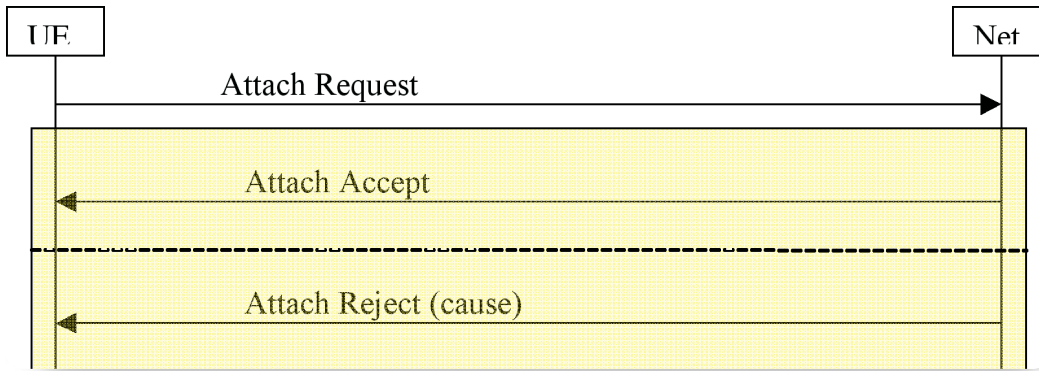 UE
Net
Attach Request
Attach Accept
Attach Reject (cause)